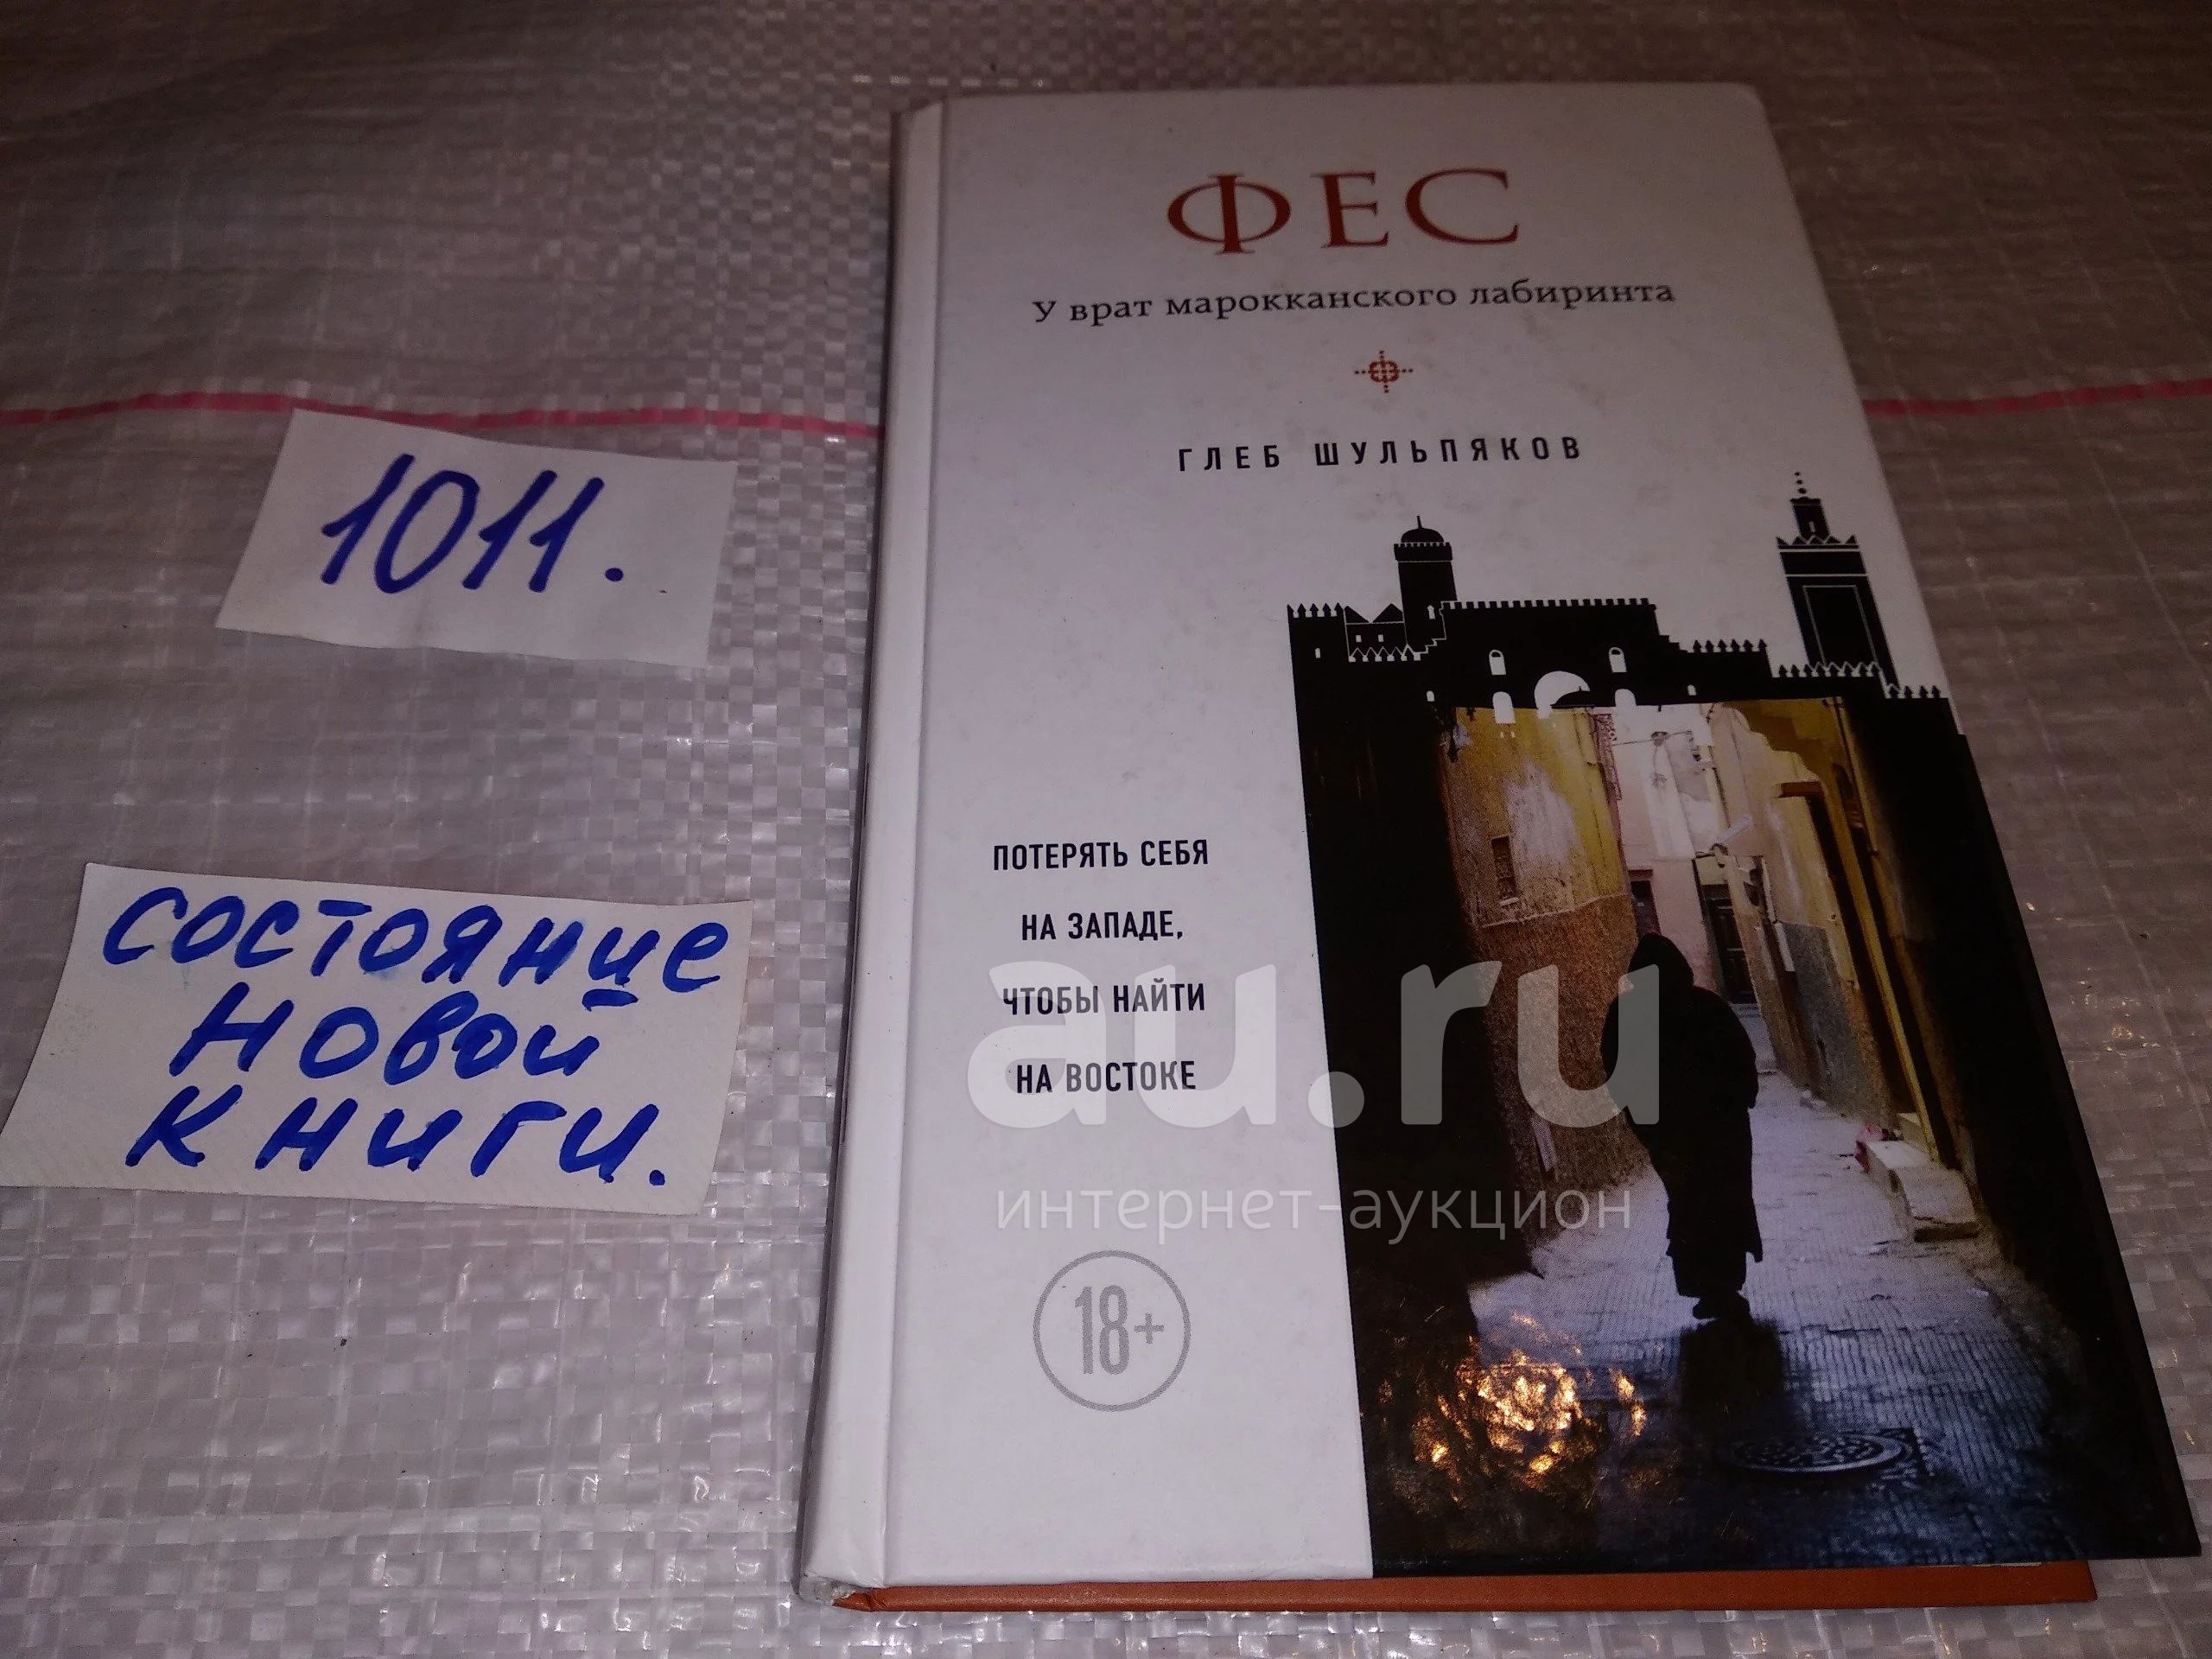 ФЕС
У врат марокканского лабиринта
ГЛЕБ ШУЛЬПЯКОВ
1011.
ПОТЕРЯТЬ СЕБЯ
НА ЗАПАДЕ,
ЧТОБЫ НАЙТИ
НА ВОСТОКЕ
состояние
новой
книги.
au.ru
интернет-аукцион
18+